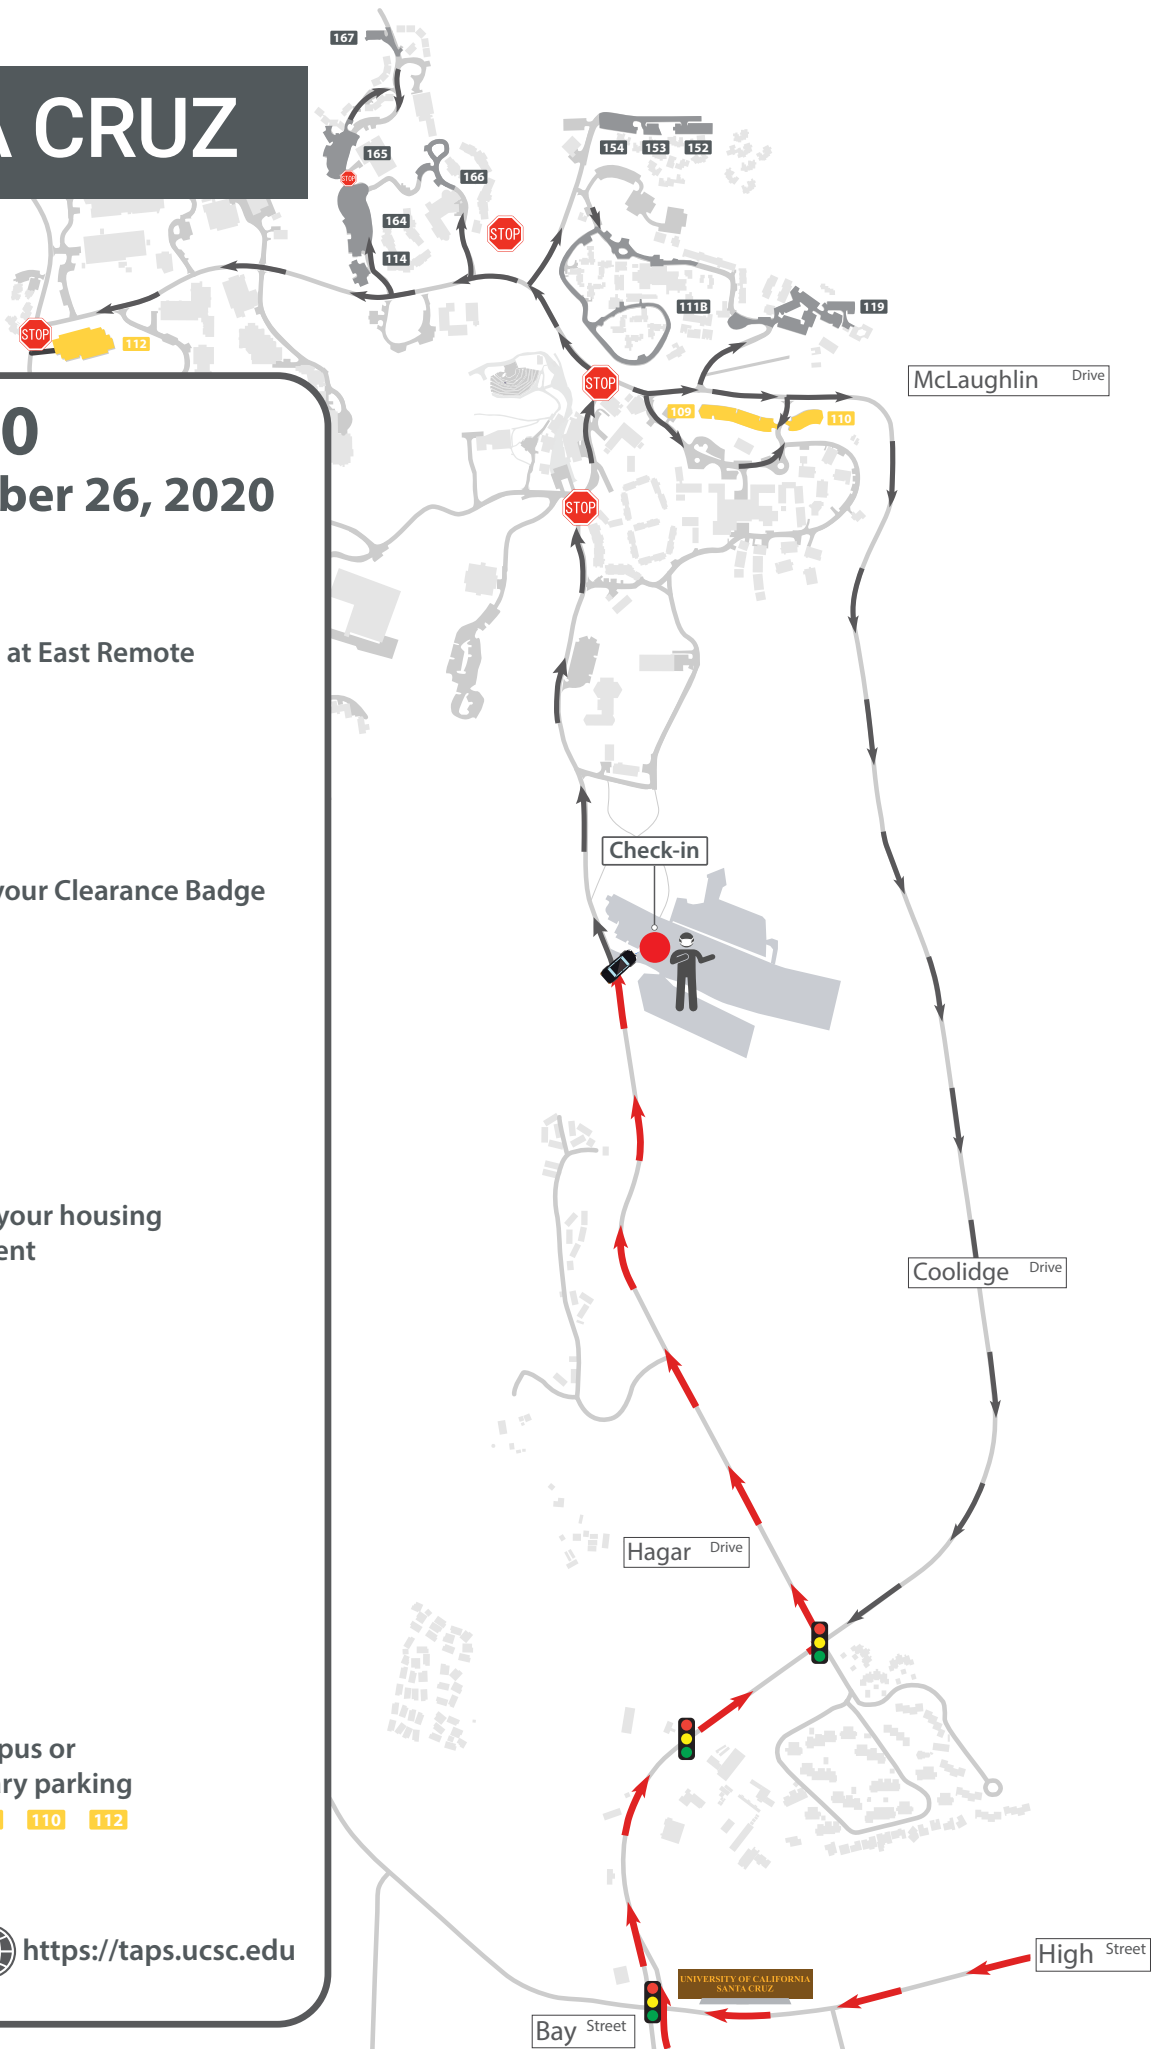 167
A CRUZ
165
154 153 152
166
164
114
STOP
STOP
111B
119
STOP
112
STOP
McLaughlin Drive
109
110
0
ber 26, 2020
STOP
at East Remote
Check-in
your Clearance Badge
your housing
ent
Coolidge Drive
Hagar Drive
pus or
ary parking
110 112
https://taps.ucsc.edu
High Street
UNIVERSITY OF CALIFORNIA
SANTA CRUZ
Bay Street